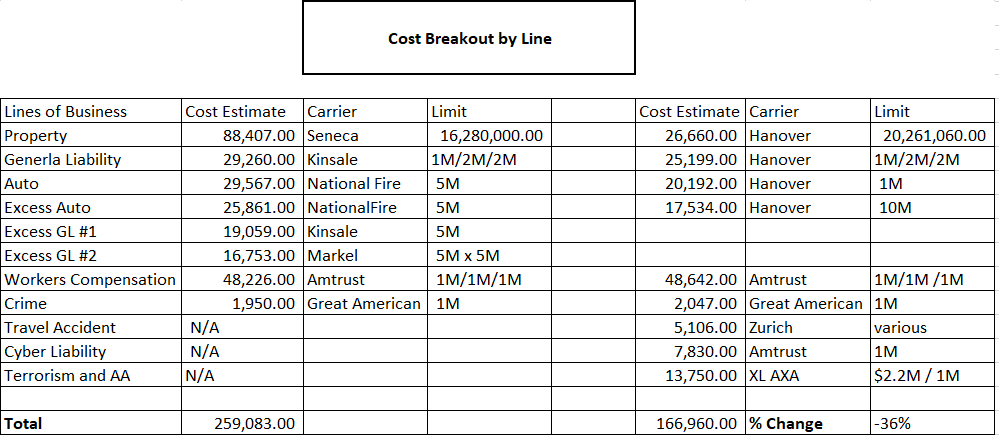 Cost Breakout by Line
Lines of Business Cost Estimate Carrier Limit Cost Estimate Carrier Limit
Property 88,407.00 Seneca 16,280,000.00 26,660.00 Hanover 20,261,060.00
Generla Liability 29,260.00 Kinsale 1M/2M/2M 25,199.00 Hanover 1M/2M/2M
Auto 29,567.00 National Fire 5M 20,192.00 Hanover 1M
Excess Auto 25,861.00 NationalFire 5M 17,534.00 Hanover 10M
Excess GL #1 19,059.00 Kinsale 5M
Excess GL #2 16,753.00 Markel 5M x 5M
Workers Compensation 48,226.00 Amtrust 1M/1M/1M 48,642.00 Amtrust 1M/1M /1M
Crime 1,950.00 Great American 1M 2,047.00 Great American 1M
Travel Accident N/A 5,106.00 Zurich various
Cyber Liability N/A 7,830.00 Amtrust 1M
Terrorism and AA N/A 13,750.00 XL AXA $2.2M / 1M
Total 259,083.00 166,960.00 % Change -36%